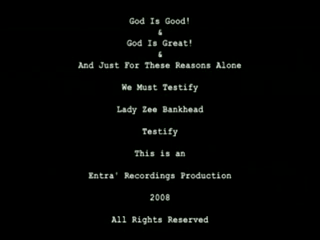 God Is Good!
&
God Is Great!
&
And Just For These Reasons Alone
We Must Testify
Lady Zee Bankhead
Testify
This is an
Entra' Recordings Production
2008
All Rights Reserved